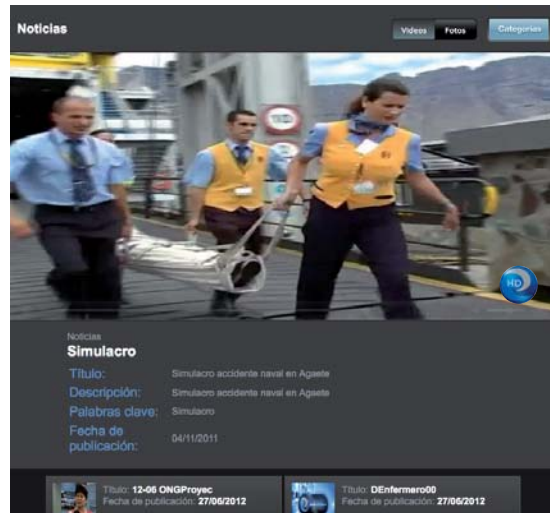 Noticias
Videos Fotos Categorías
HD
Noticias
Simulacro
Título: Simulacro accidente naval en Agaete
Descripción: Simulacro accidente naval en Agaete
Palabras clave: Simulacro
Fecha de
publicación: 04/11/2011
Título: 12-06 ONGProyec
Fecha de publicación: 27/06/2012
Título: DEnfermero00
Fecha de publicación: 27/06/2012